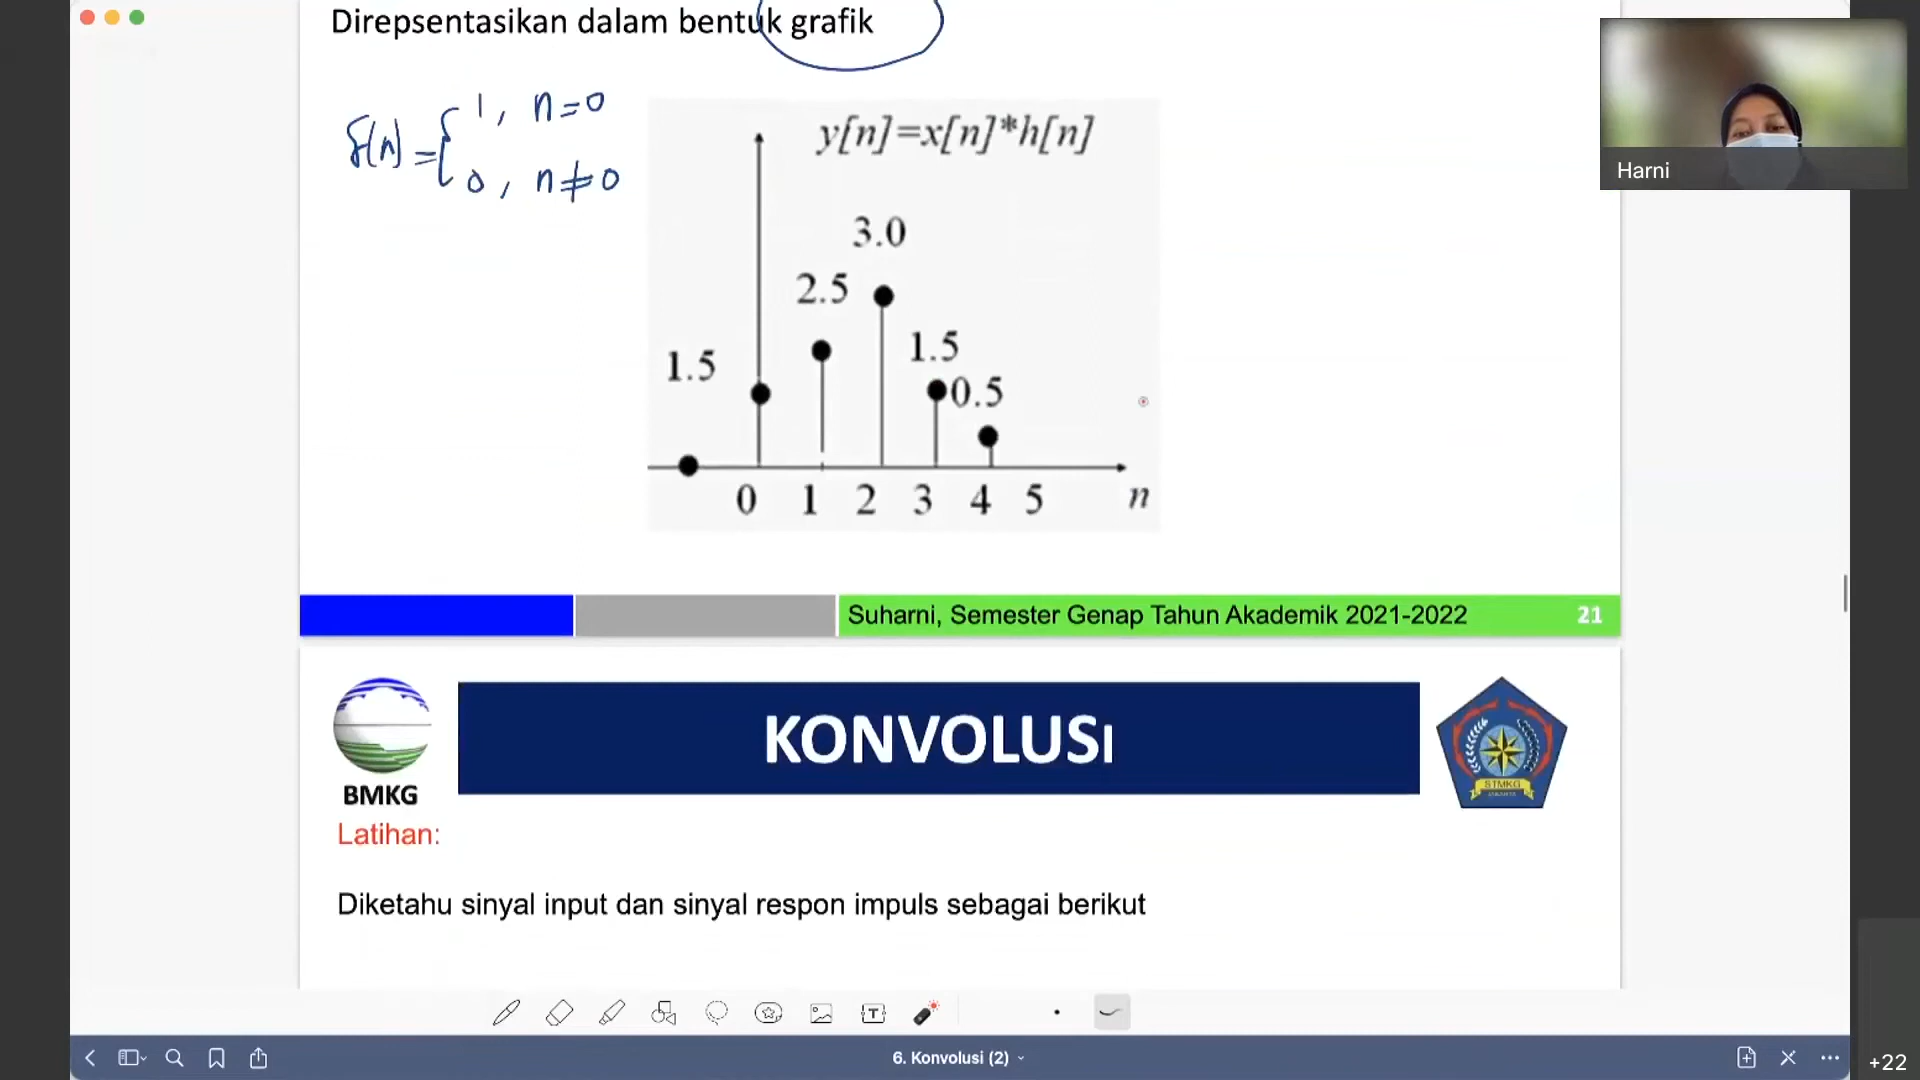 Direpsentasikan dalam bentuk grafik
δ(n) = { 1, n=0
0, n≠0
y[n]=x[n]*h[n]
3.0
2.5
1.5
1.5
0.5
0 1 2 3 4 5 n
Harni
Suharni, Semester Genap Tahun Akademik 2021-2022 21
BMKG
KONVOLUSI
STMKG
Latihan:
Diketahu sinyal input dan sinyal respon impuls sebagai berikut
T
6. Konvolusi (2)
+22